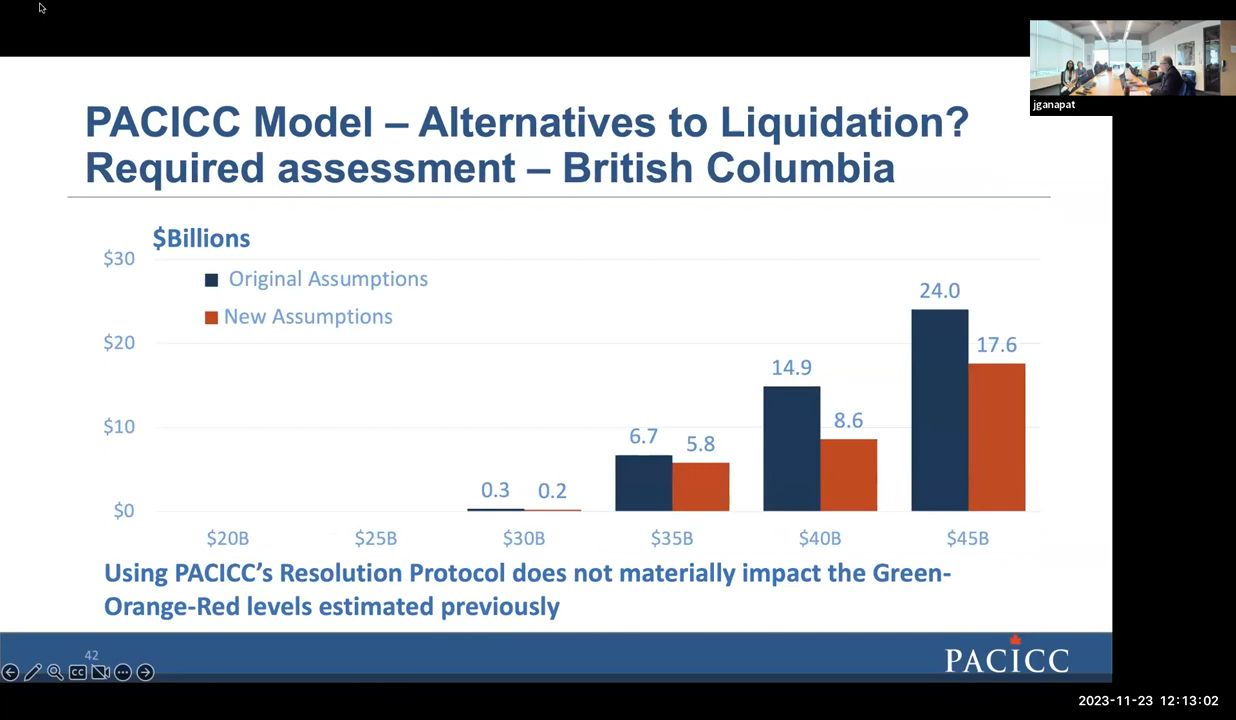 jganapat
PACICC Model – Alternatives to Liquidation?
Required assessment – British Columbia
$Billions
$30
Original Assumptions
New Assumptions
$20
$10
$0
0.3
0.2
6.7
5.8
14.9
8.6
24.0
17.6
$20B
$25B
$30B
$35B
$40B
$45B
Using PACICC’s Resolution Protocol does not materially impact the Green-
Orange-Red levels estimated previously
42
CC
PACICC
2023-11-23 12:13:02